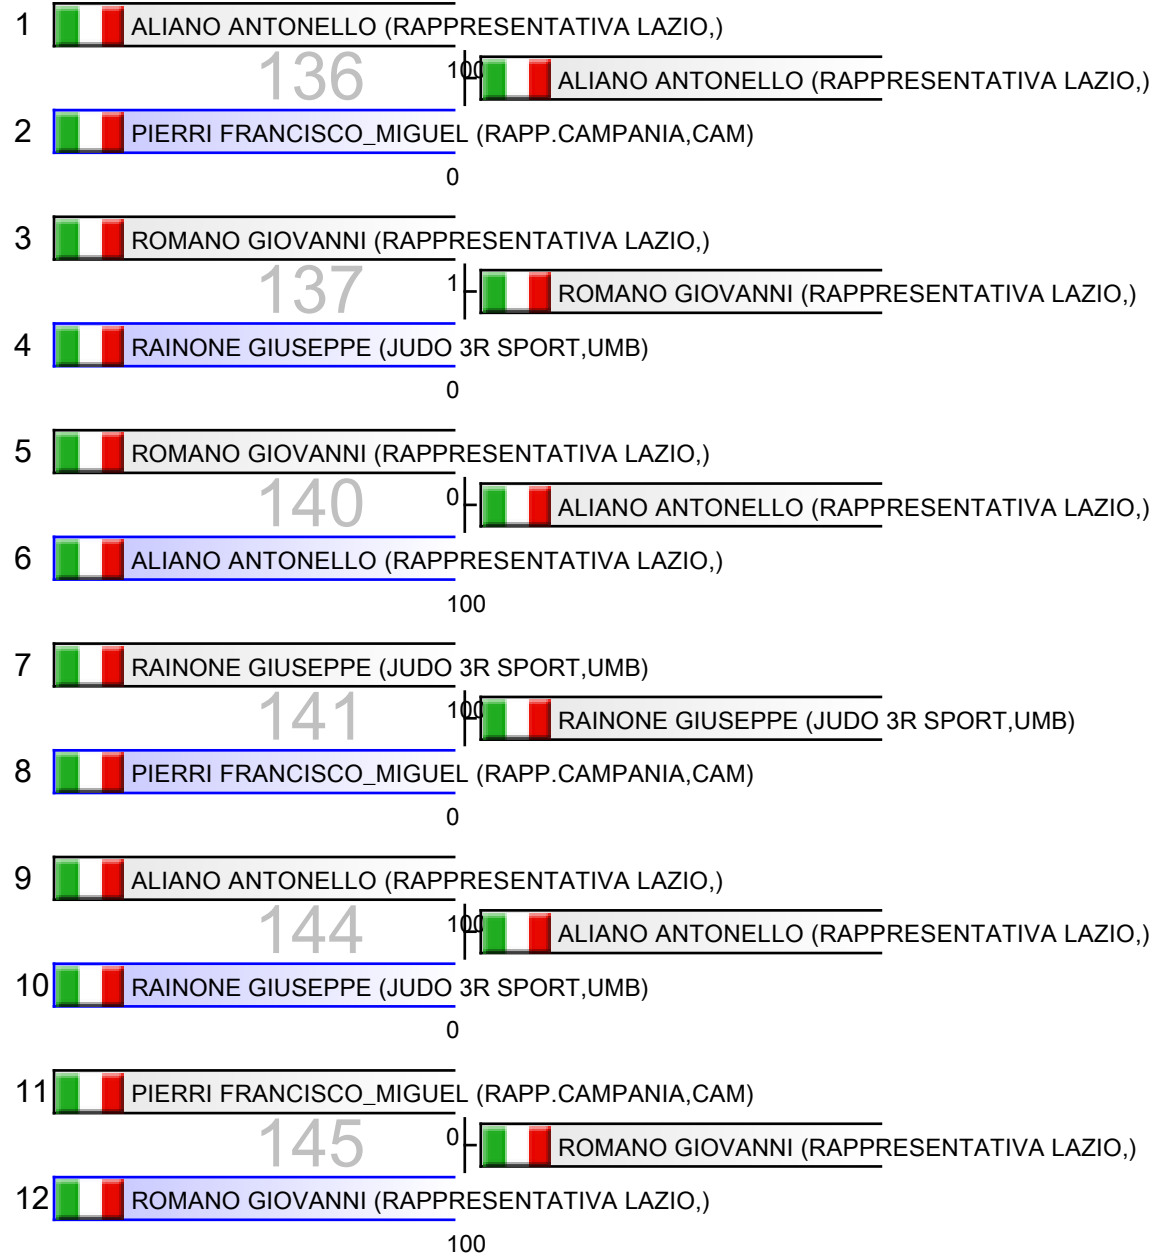 1 ALIANO ANTONELLO (RAPPRESENTATIVA LAZIO,)
136 100 ALIANO ANTONELLO (RAPPRESENTATIVA LAZIO,)
2 PIERRI FRANCISCO_MIGUEL (RAPP.CAMPANIA,CAM)
0
3 ROMANO GIOVANNI (RAPPRESENTATIVA LAZIO,)
137 1 ROMANO GIOVANNI (RAPPRESENTATIVA LAZIO,)
4 RAINONE GIUSEPPE (JUDO 3R SPORT,UMB)
0
5 ROMANO GIOVANNI (RAPPRESENTATIVA LAZIO,)
140 0 ALIANO ANTONELLO (RAPPRESENTATIVA LAZIO,)
6 ALIANO ANTONELLO (RAPPRESENTATIVA LAZIO,)
100
7 RAINONE GIUSEPPE (JUDO 3R SPORT,UMB)
141 100 RAINONE GIUSEPPE (JUDO 3R SPORT,UMB)
8 PIERRI FRANCISCO_MIGUEL (RAPP.CAMPANIA,CAM)
0
9 ALIANO ANTONELLO (RAPPRESENTATIVA LAZIO,)
144 100 ALIANO ANTONELLO (RAPPRESENTATIVA LAZIO,)
10 RAINONE GIUSEPPE (JUDO 3R SPORT,UMB)
0
11 PIERRI FRANCISCO_MIGUEL (RAPP.CAMPANIA,CAM)
145 0 ROMANO GIOVANNI (RAPPRESENTATIVA LAZIO,)
12 ROMANO GIOVANNI (RAPPRESENTATIVA LAZIO,)
100